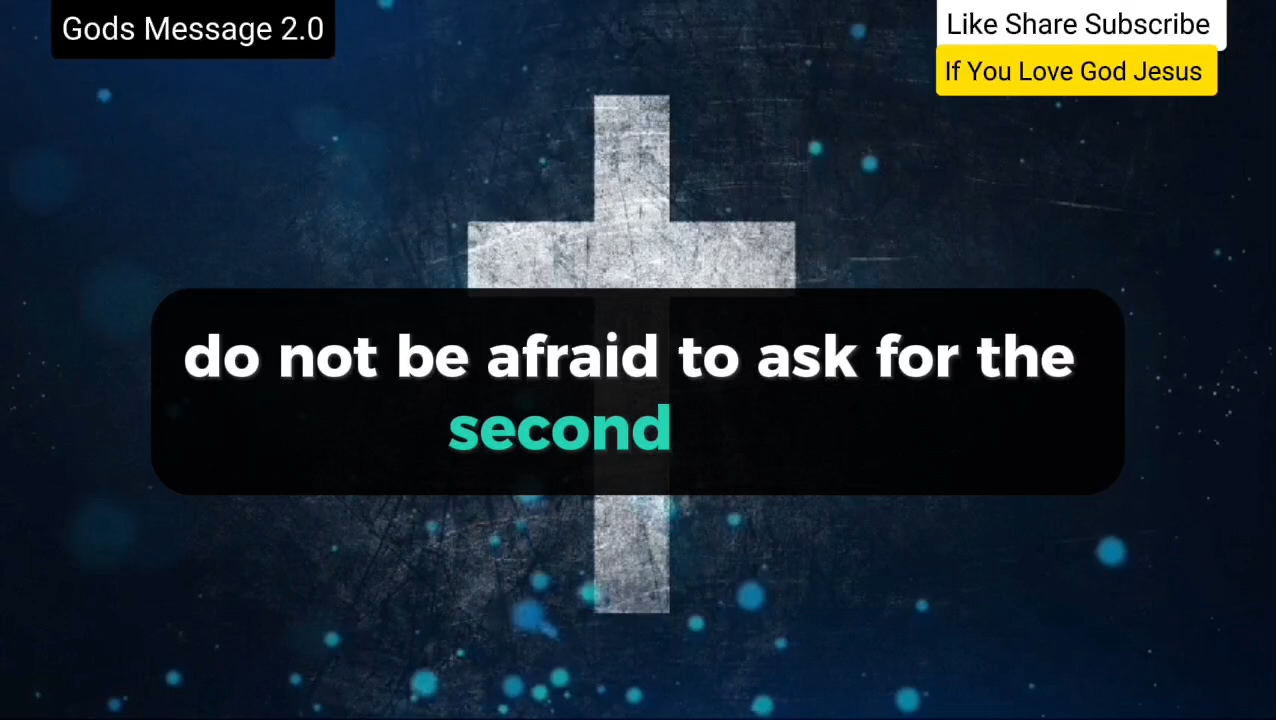 Gods Message 2.0
Like Share Subscribe
If You Love God Jesus
do not be afraid to ask for the
second